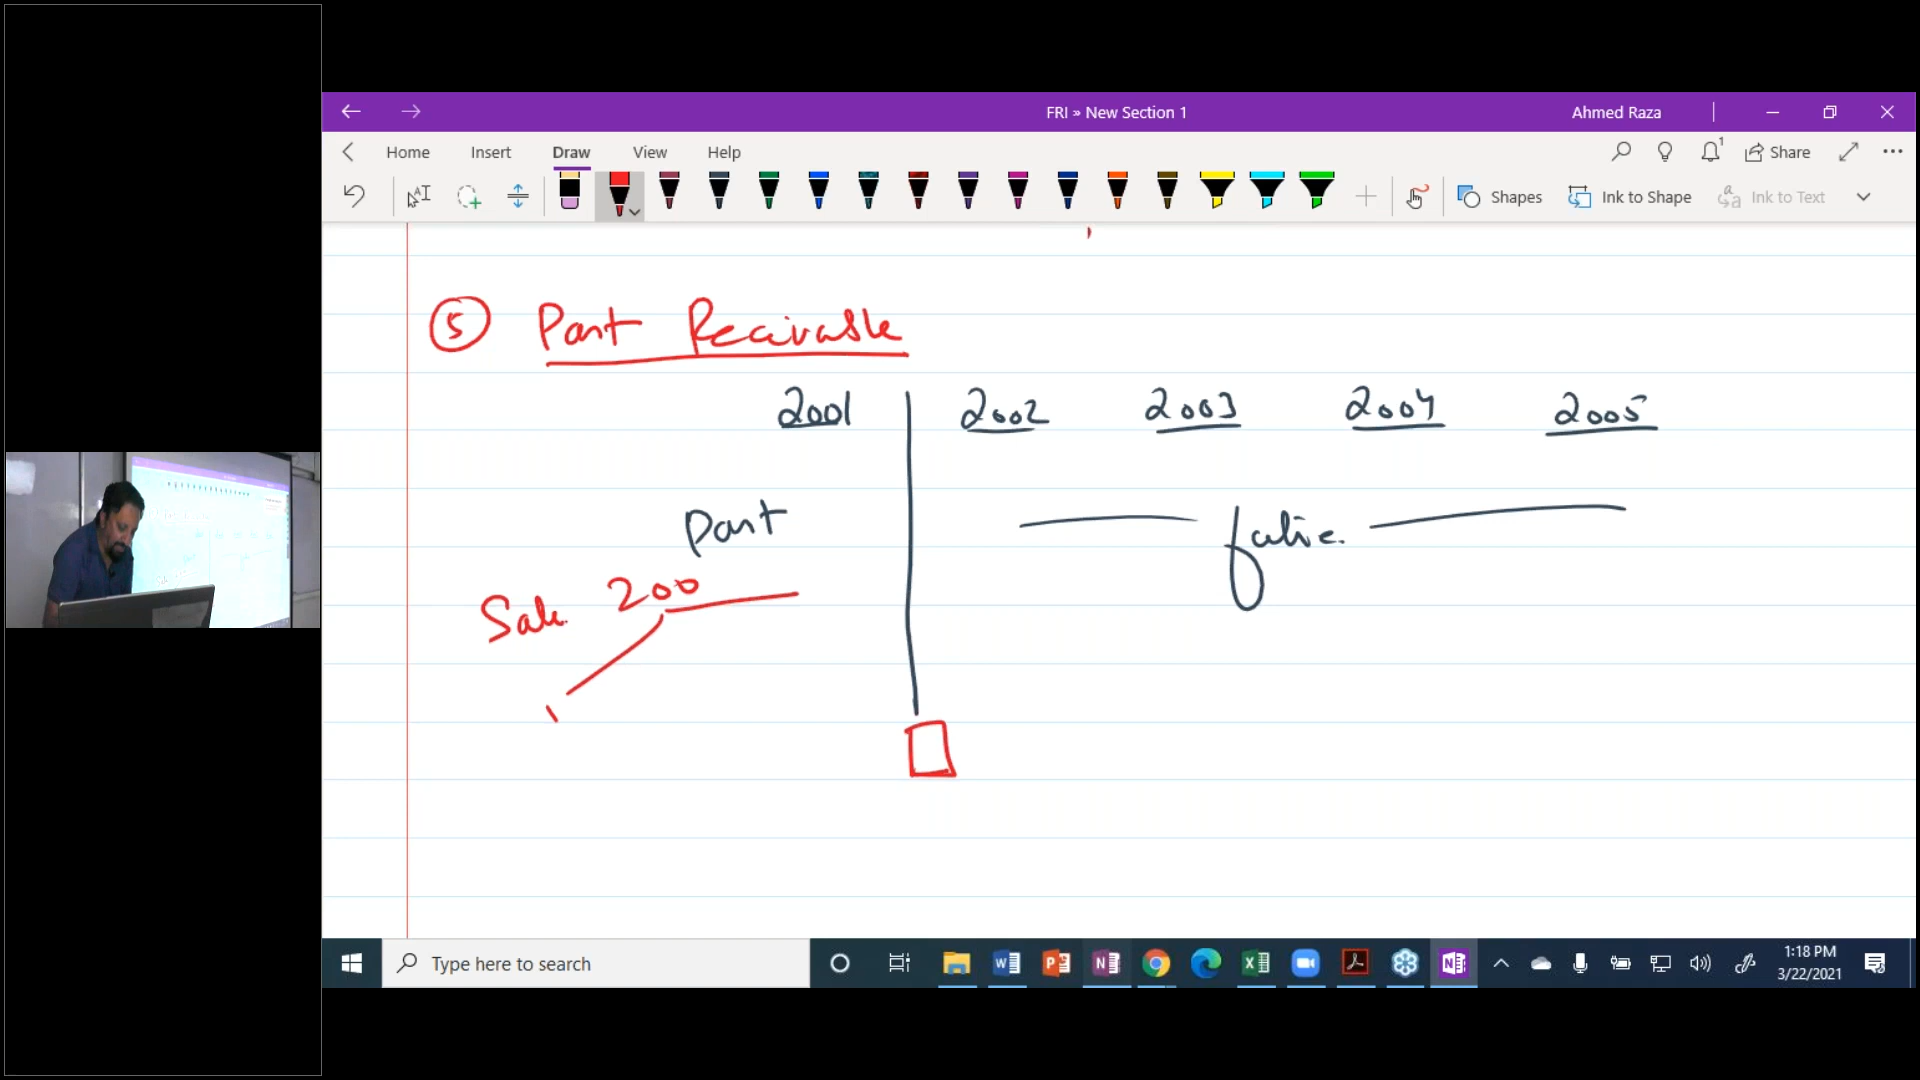 FRI » New Section 1
Ahmed Raza
Home Insert Draw View Help
Share
Shapes Ink to Shape Ink to Text
5 Part
2001 2002 2003 2004 2005
Part
Sale 200
Type here to search
1:18 PM
3/22/2021